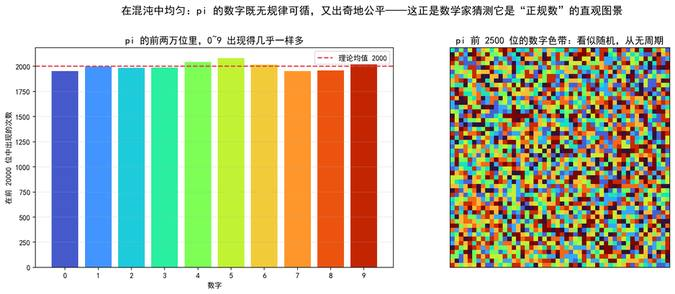 在混沌中均匀：pi 的数字既无规律可循，又出奇地公平——这正是数学家猜测它是“正规数”的直观图景
pi 的前两万位里，0~9 出现得几乎一样多
理论均值 2000
在前 20000 位中出现的次数
2000
1750
1500
1250
1000
750
500
250
0
0 1 2 3 4 5 6 7 8 9
数字
pi 前 2500 位的数字色带：看似随机，从无周期